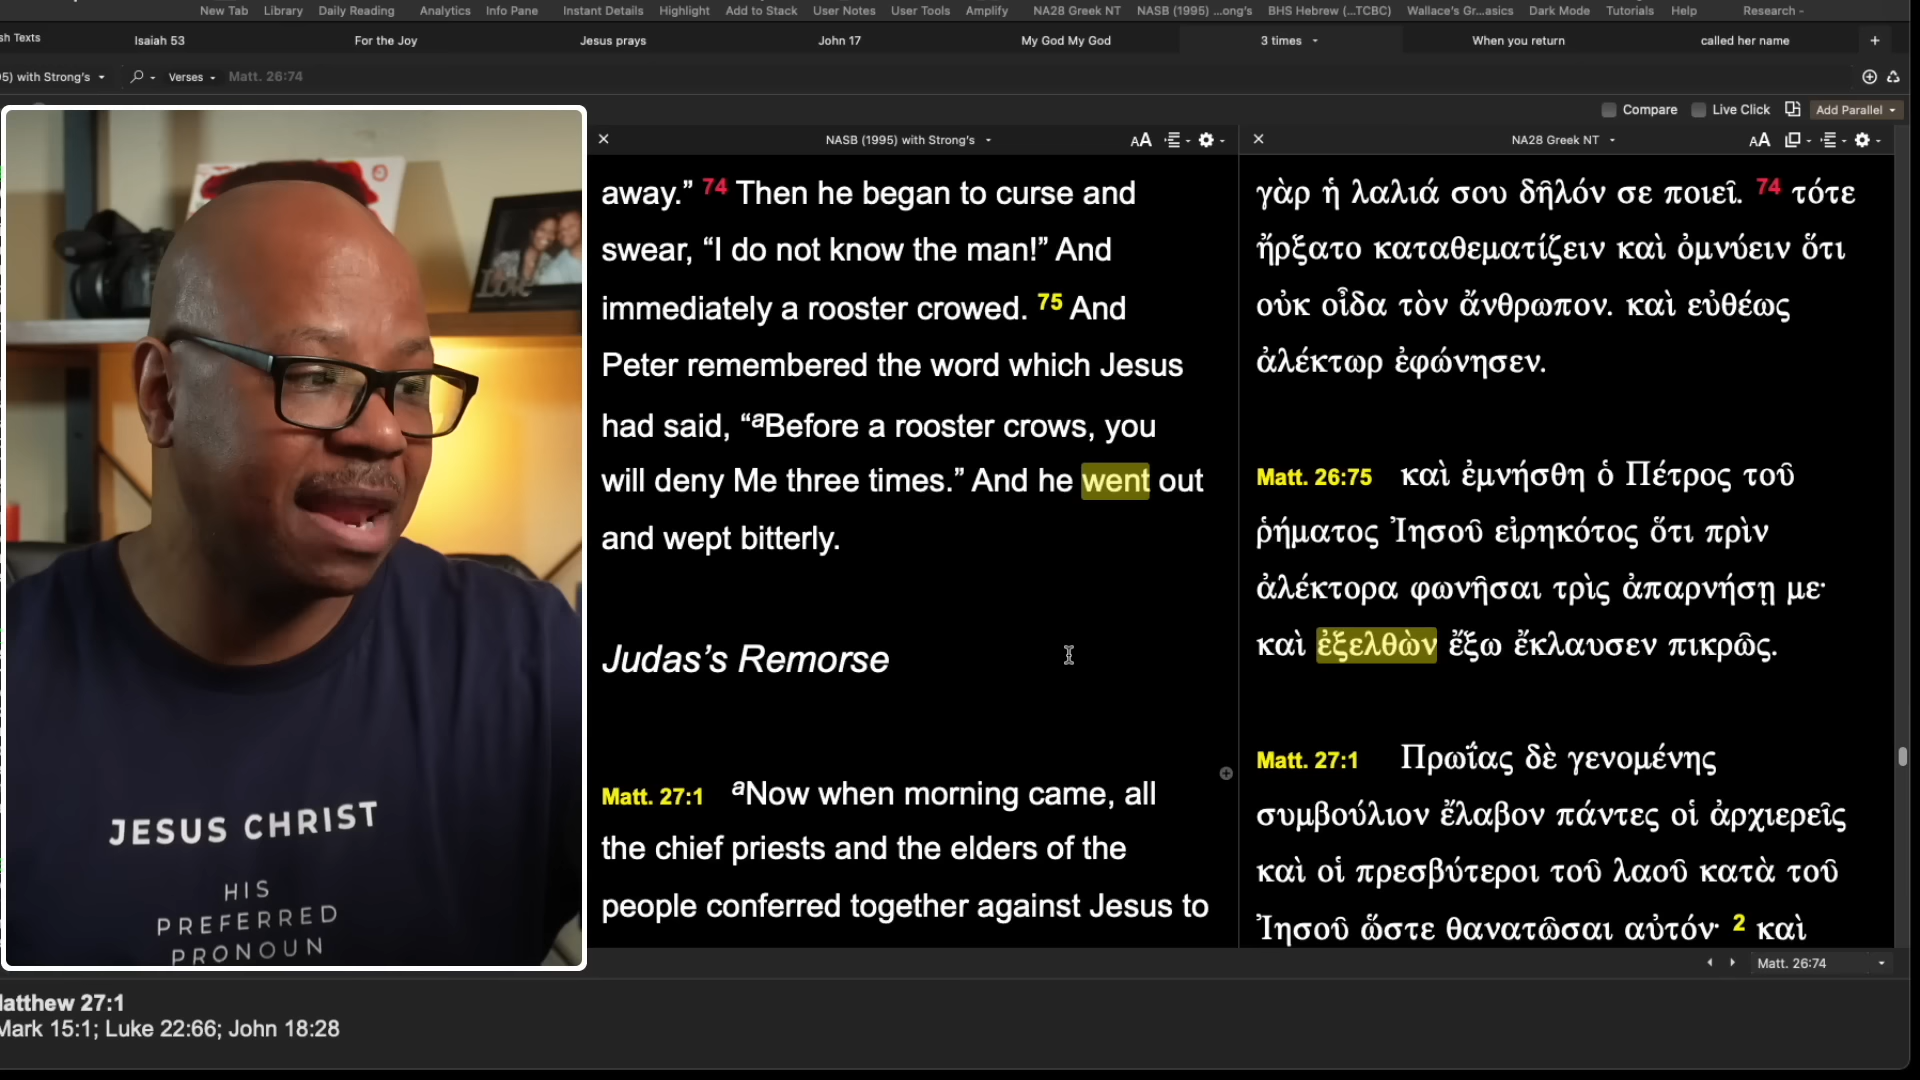 New Tab Library Daily Reading Analytics Info Pane Instant Details Highlight Add to Stack User Notes User Tools Amplify NA28 Greek NT NASB (1995) ...ong's BHS Hebrew (...TCBC) Wallace's Gr...asics Dark Mode Tutorials Help Research
sh Texts Isaiah 53 For the Joy Jesus prays John 17 My God My God 3 times When you return called her name +
95) with Strong's Verses Matt. 26:74
Compare Live Click Add Parallel
NASB (1995) with Strong's AA
away.” 74 Then he began to curse and
swear, “I do not know the man!” And
immediately a rooster crowed. 75 And
Peter remembered the word which Jesus
had said, “aBefore a rooster crows, you
will deny Me three times.” And he went out
and wept bitterly.
Judas’s Remorse
Matt. 27:1 aNow when morning came, all
the chief priests and the elders of the
people conferred together against Jesus to
NA28 Greek NT AA
γὰρ ἡ λαλιά σου δῆλόν σε ποιεῖ. 74 τότε
ἤρξατο καταθεματίζειν καὶ ὀμνύειν ὅτι
οὐκ οἶδα τὸν ἄνθρωπον. καὶ εὐθέως
ἀλέκτωρ ἐφώνησεν.
Matt. 26:75 καὶ ἐμνήσθη ὁ Πέτρος τοῦ
ῥήματος Ἰησοῦ εἰρηκότος ὅτι πρὶν
ἀλέκτορα φωνῆσαι τρὶς ἀπαρνήσῃ με·
καὶ ἐξελθὼν ἔξω ἔκλαυσεν πικρῶς.
Matt. 27:1 Πρωΐας δὲ γενομένης
συμβούλιον ἔλαβον πάντες οἱ ἀρχιερεῖς
καὶ οἱ πρεσβύτεροι τοῦ λαοῦ κατὰ τοῦ
Ἰησοῦ ὥστε θανατῶσαι αὐτόν· 2 καὶ
Matt. 26:74
Love
JESUS CHRIST
HIS
PREFERRED
PRONOUN
atthew 27:1
Mark 15:1; Luke 22:66; John 18:28